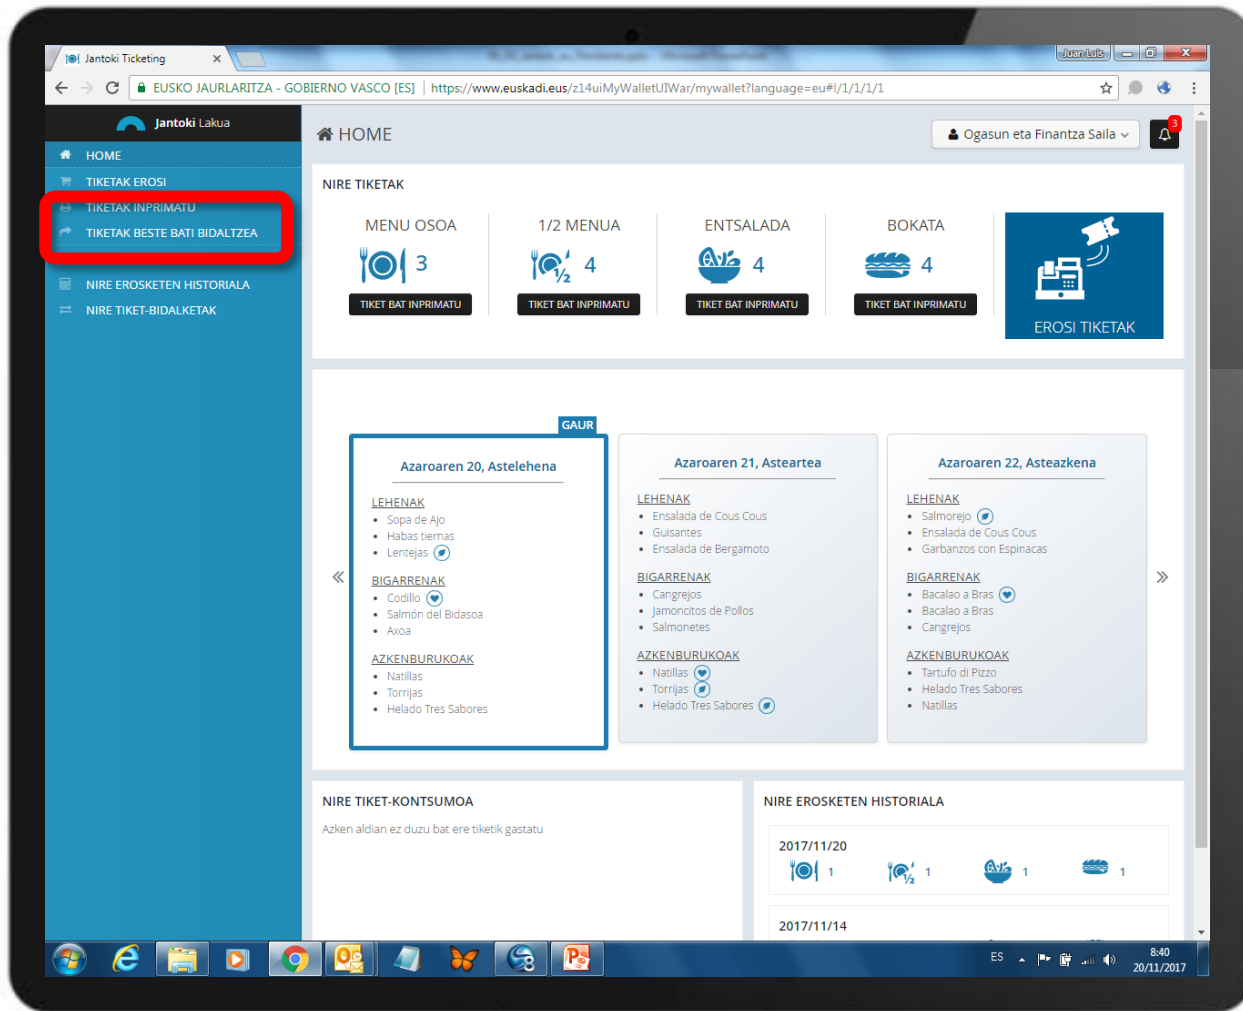 Jantoki Ticketing
Juan Luis
EUSKO JAURLARITZA - GOBIERNO VASCO [ES] | https://www.euskadi.eus/z14uiMyWalletUIWar/mywallet?language=eu#!/1/1/1/1
Jantoki Lakua
HOME
TIKETAK EROSI
TIKETAK INPRIMATU
TIKETAK BESTE BATI BIDALTZEA
NIRE EROSKETEN HISTORIALA
NIRE TIKET-BIDALKETAK
HOME
Ogasun eta Finantza Saila
3
NIRE TIKETAK
MENU OSOA
3
TIKET BAT INPRIMATU
1/2 MENUA
1/2 4
TIKET BAT INPRIMATU
ENTSALADA
4
TIKET BAT INPRIMATU
BOKATA
4
TIKET BAT INPRIMATU
EROSI TIKETAK
GAUR
Azaroaren 20, Astelehena
LEHENAK
• Sopa de Ajo
• Habas tiernas
• Lentejas
BIGARRENAK
• Codillo
• Salmón del Bidasoa
• Axoa
AZKENBURUKOAK
• Natillas
• Torrijas
• Helado Tres Sabores
Azaroaren 21, Asteartea
LEHENAK
• Ensalada de Cous Cous
• Guisantes
• Ensalada de Bergamoto
BIGARRENAK
• Cangrejos
• Jamoncitos de Pollos
• Salmonetes
AZKENBURUKOAK
• Natillas
• Torrijas
• Helado Tres Sabores
Azaroaren 22, Asteazkena
LEHENAK
• Salmorejo
• Ensalada de Cous Cous
• Garbanzos con Espinacas
BIGARRENAK
• Bacalao a Bras
• Bacalao a Bras
• Cangrejos
AZKENBURUKOAK
• Tartufo di Pizzo
• Helado Tres Sabores
• Natillas
NIRE TIKET-KONTSUMOA
Azken aldian ez duzu bat ere tiketik gastatu
NIRE EROSKETEN HISTORIALA
2017/11/20
1 1/2 1 1 1
2017/11/14
ES
8:40
20/11/2017